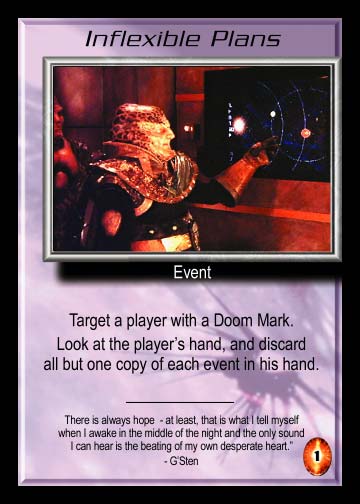 Inflexible Plans
Event
Target a player with a Doom Mark.
Look at the player's hand, and discard
all but one copy of each event in his hand.
There is always hope - at least, that is what I tell myself
when I awake in the middle of the night and the only sound
I can hear is the beating of my own desperate heart."
- G'Sten
1